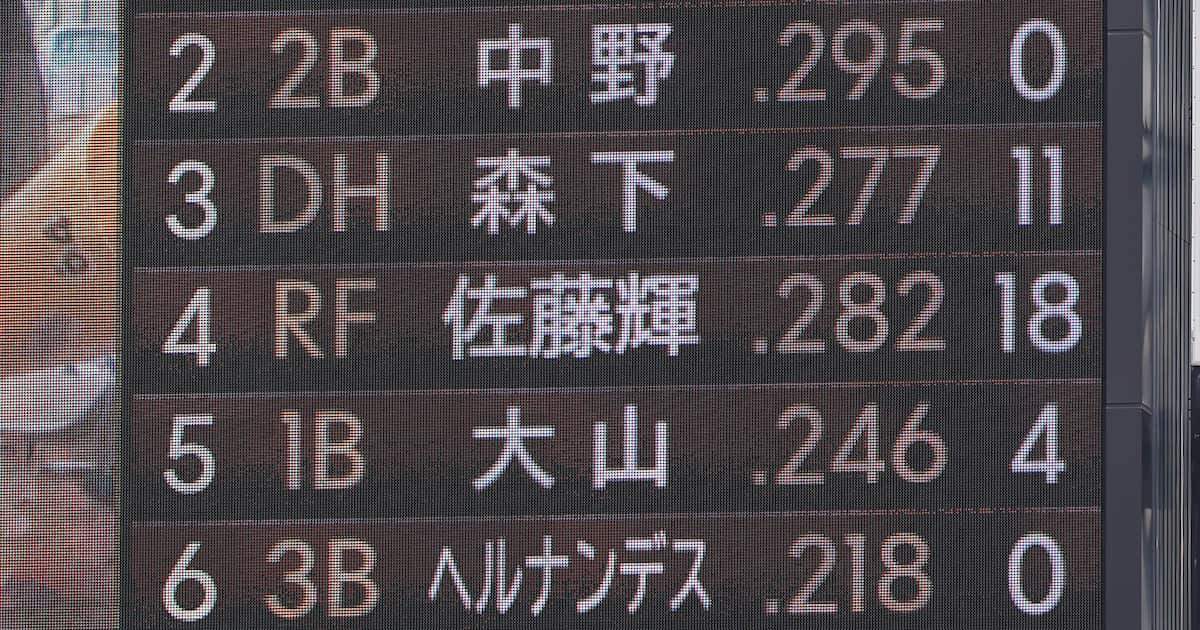 2 2B 中野 .295 0
3 DH 森下 .277 11
4 RF 佐藤輝 .282 18
5 1B 大山 .246 4
6 3B ヘルナンデス .218 0